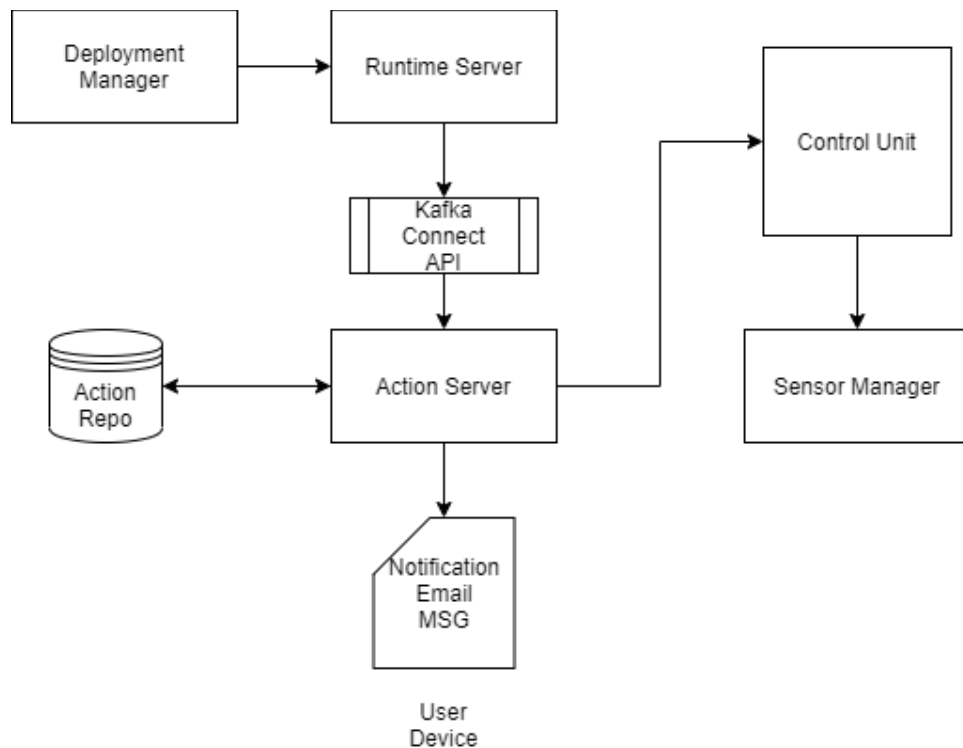 Deployment
Manager
Runtime Server
Control Unit
Kafka
Connect
API
Action
Repo
Action Server
Sensor Manager
Notification
Email
MSG
User
Device